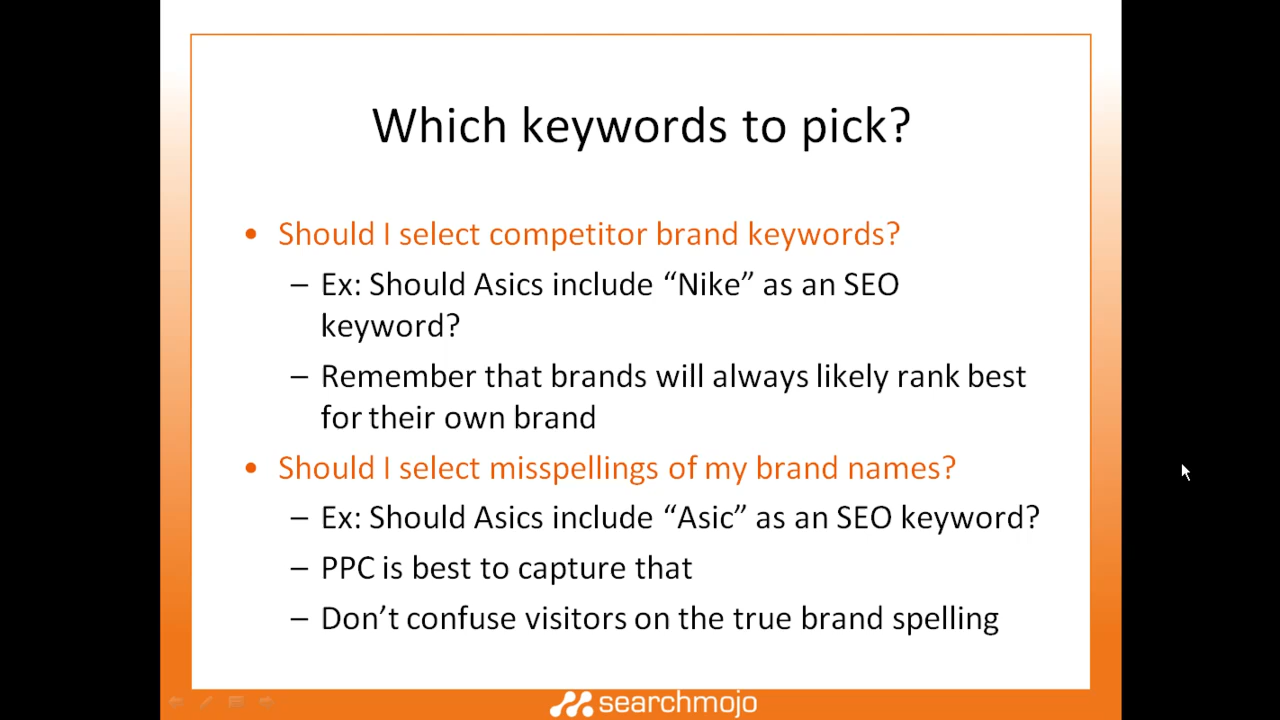 Which keywords to pick?
• Should I select competitor brand keywords?
– Ex: Should Asics include “Nike” as an SEO
keyword?
– Remember that brands will always likely rank best
for their own brand
• Should I select misspellings of my brand names?
– Ex: Should Asics include “Asic” as an SEO keyword?
– PPC is best to capture that
– Don’t confuse visitors on the true brand spelling
searchmojo